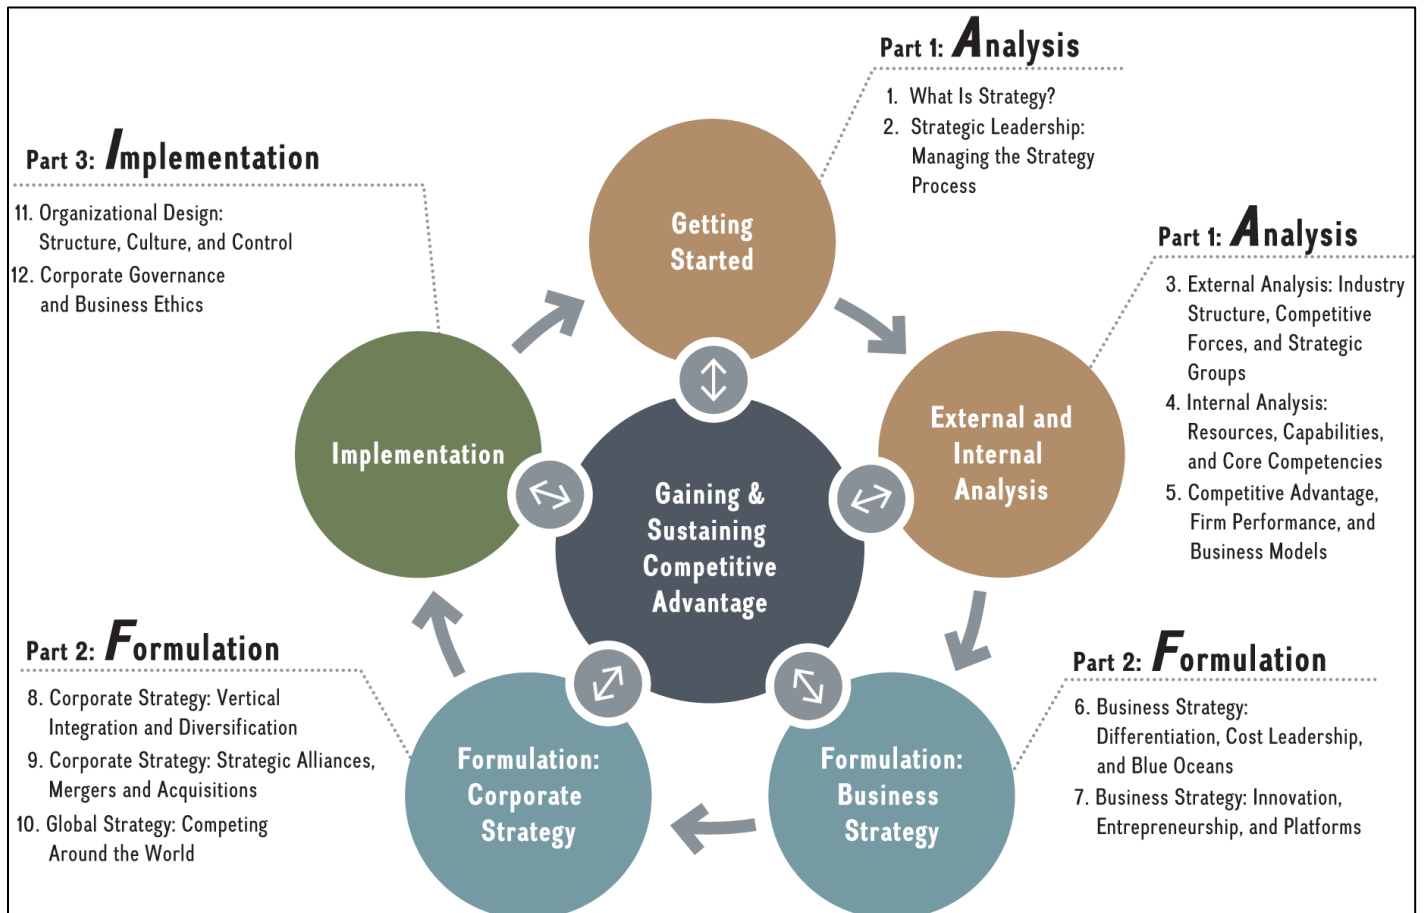 Part 1: Analysis
1. What Is Strategy?
2. Strategic Leadership:
Managing the Strategy
Process
Part 3: Implementation
11. Organizational Design:
Structure, Culture, and Control
12. Corporate Governance
and Business Ethics
Getting
Started
Part 1: Analysis
3. External Analysis: Industry
Structure, Competitive
Forces, and Strategic
Groups
4. Internal Analysis:
Resources, Capabilities,
and Core Competencies
5. Competitive Advantage,
Firm Performance, and
Business Models
External and
Internal
Analysis
Implementation
Gaining &
Sustaining
Competitive
Advantage
Part 2: Formulation
8. Corporate Strategy: Vertical
Integration and Diversification
9. Corporate Strategy: Strategic Alliances,
Mergers and Acquisitions
10. Global Strategy: Competing
Around the World
Formulation:
Corporate
Strategy
Formulation:
Business
Strategy
Part 2: Formulation
6. Business Strategy:
Differentiation, Cost Leadership,
and Blue Oceans
7. Business Strategy: Innovation,
Entrepreneurship, and Platforms